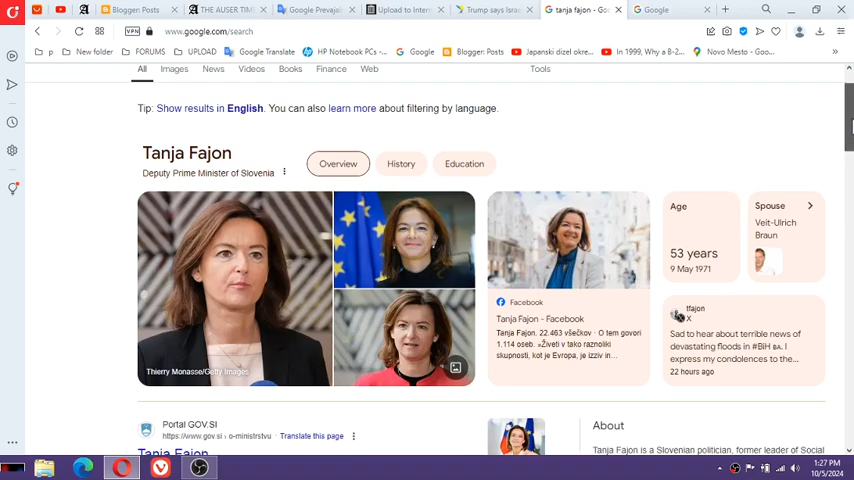 Blogger: Posts
THE AUSER TIME
Google Prevajal
Upload to Intern
Trump says Israe
tanja fajon - Goo
Google
VPN
www.google.com/search
p
New folder
FORUMS
UPLOAD
Google Translate
HP Notebook PCs -...
Google
Blogger: Posts
Japanski dizel okre...
In 1999, Why a B-2...
Novo Mesto - Goo...
All
Images
News
Videos
Books
Finance
Web
Tools
Tip: Show results in English. You can also learn more about filtering by language.
Tanja Fajon
Deputy Prime Minister of Slovenia
Overview
History
Education
Thierry Monasse/Getty Images
Facebook
Tanja Fajon - Facebook
Tanja Fajon. 22.463 všečkov · O tem govori
1.114 oseb. »Živeti v tako raznoliki
skupnosti, kot je Evropa, je izziv in...
Age
53 years
9 May 1971
Spouse
Veit-Ulrich
Braun
tfajon
X
Sad to hear about terrible news of
devastating floods in #BiH BA. I
express my condolences to the...
22 hours ago
Portal GOV.SI
https://www.gov.si › o-ministrstvu
Translate this page
Tanja Fajon
About
Tanja Fajon is a Slovenian politician, former leader of Social
1:27 PM
10/5/2024